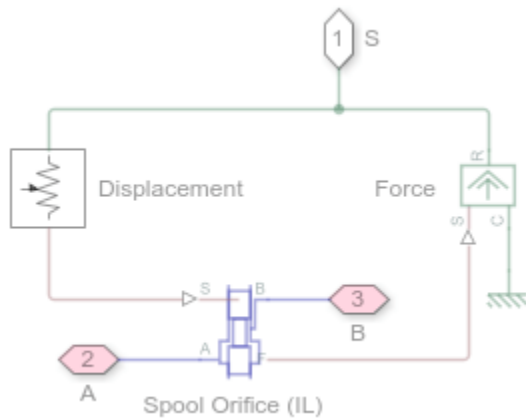 1
S
R
Displacement
Force
S
C
S
B
3
B
2
A
A
F
Spool Orifice (IL)